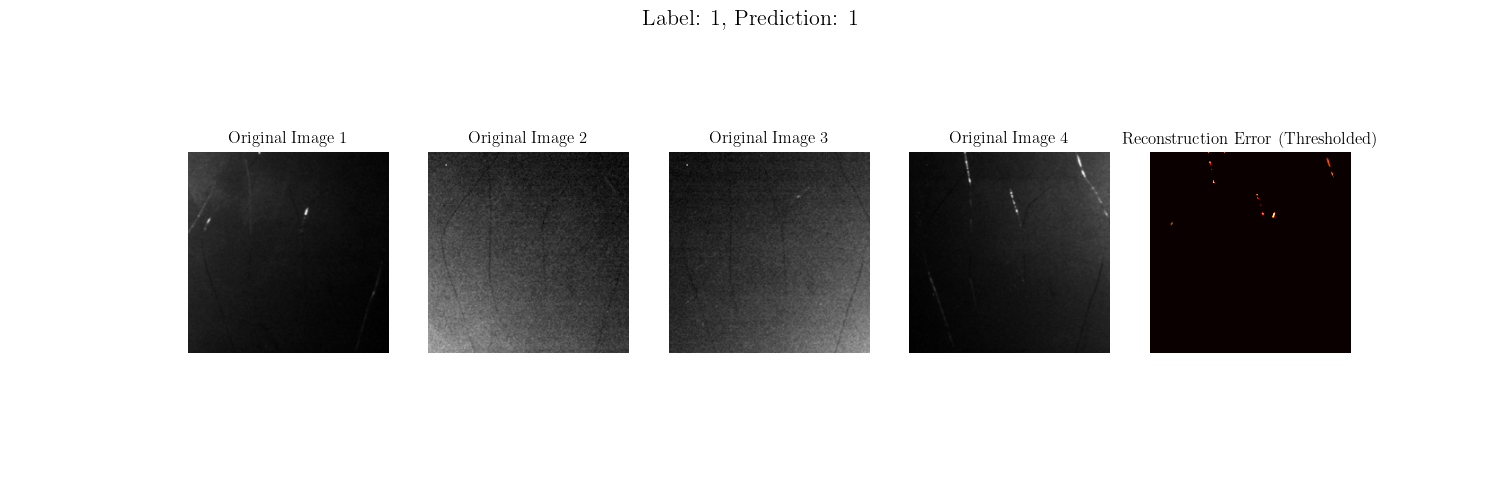 Label: 1, Prediction: 1
Original Image 1
Original Image 2
Original Image 3
Original Image 4
Reconstruction Error (Thresholded)